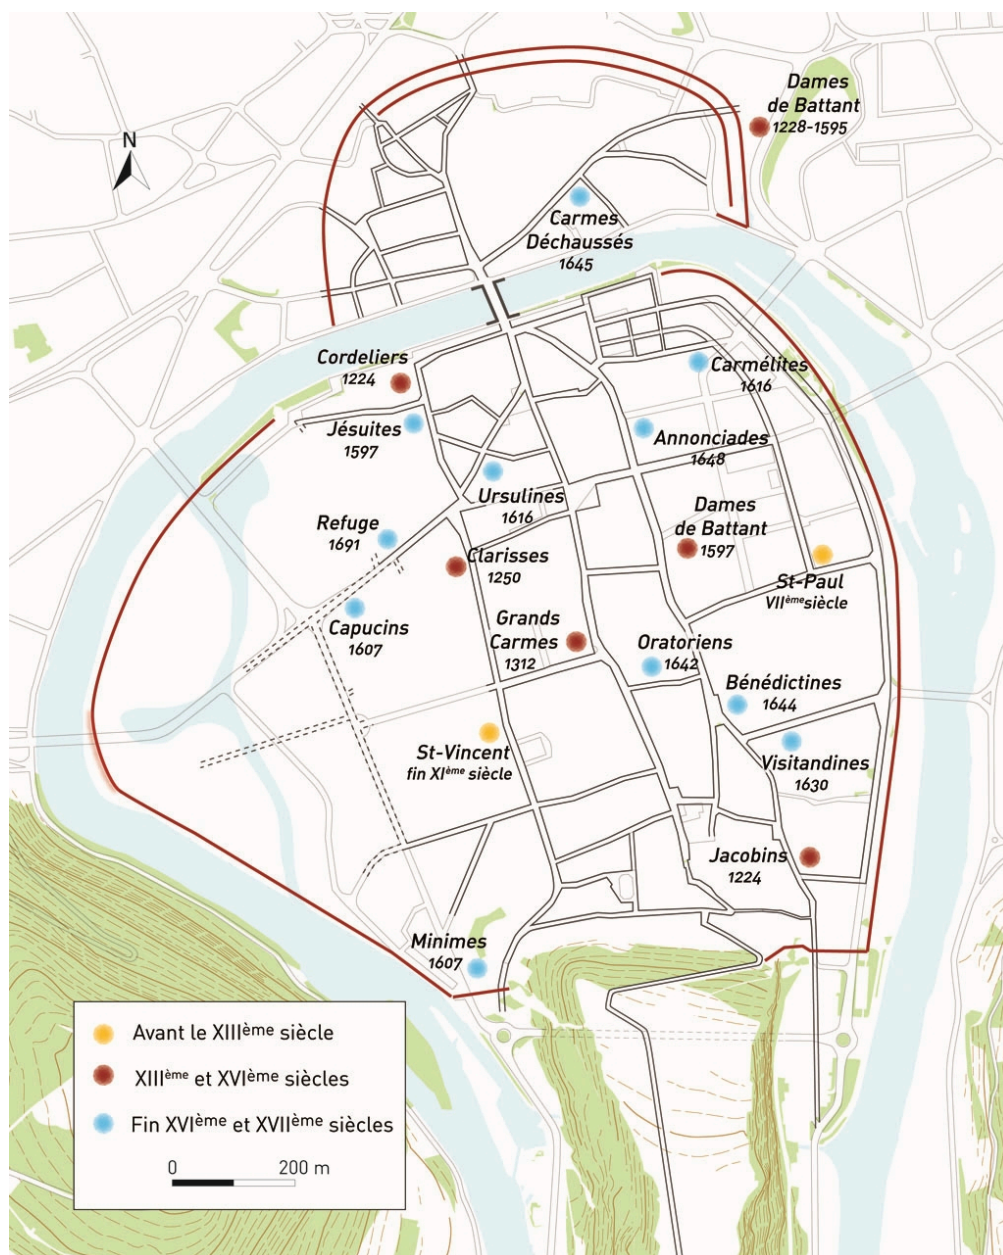 Dames
de Battant
1228-1595
N
Carmes
Déchaussés
1645
Cordeliers
1224
Carmélites
1616
Jésuites
1597
Annonciades
1648
Ursulines
1616
Dames
de Battant
1597
Refuge
1691
Clarisses
1250
St-Paul
VIIème siècle
Capucins
1607
Grands
Carmes
1312
Oratoriens
1642
Bénédictines
1644
St-Vincent
fin XIème siècle
Visitandines
1630
Jacobins
1224
Minimes
1607
Avant le XIIIème siècle
XIIIème et XVIème siècles
Fin XVIème et XVIIème siècles
0 200 m